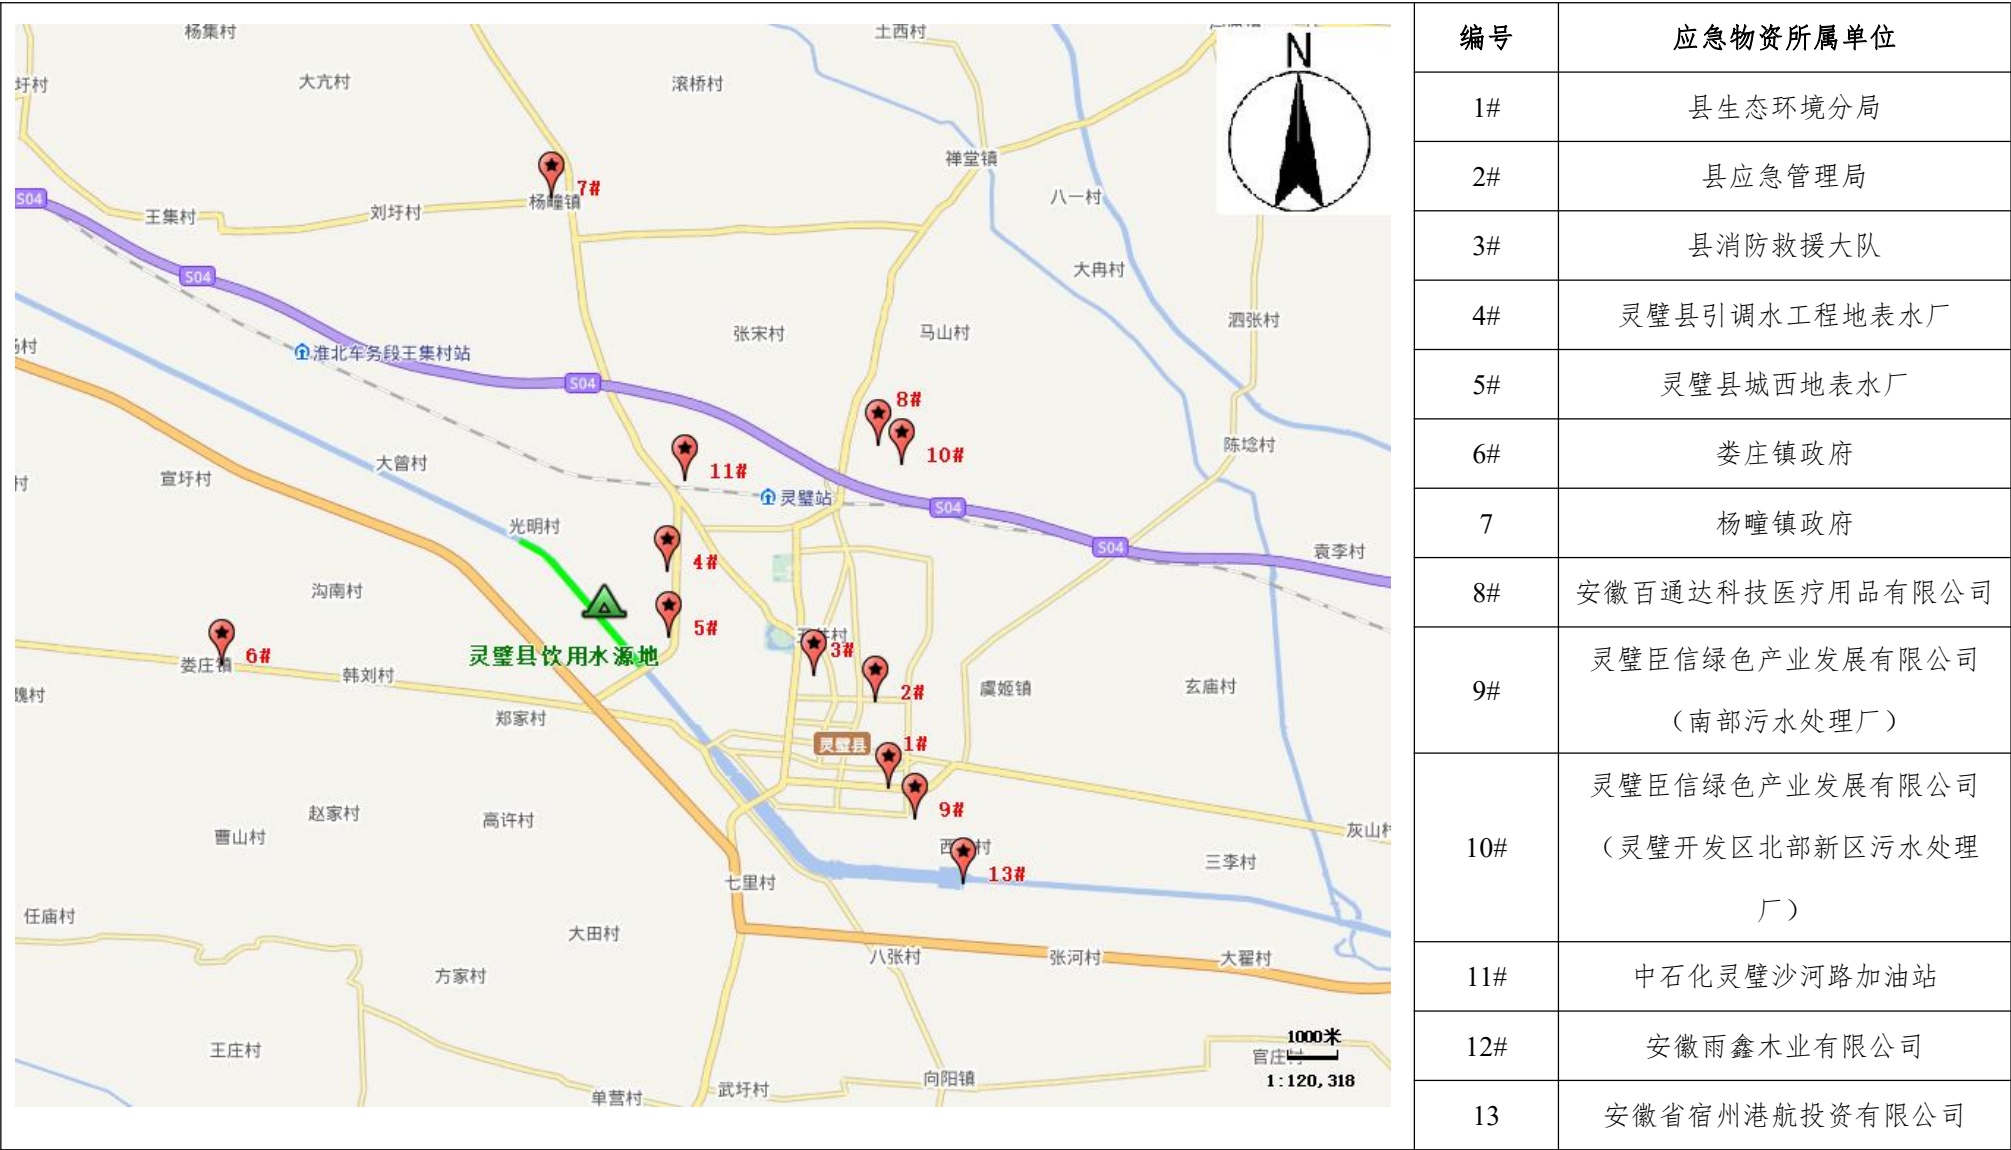 杨集村
土西村
圩村
大亢村
滚桥村
N
禅堂镇
7#
杨疃镇
八一村
S04
王集村
刘圩村
大冉村
S04
泗张村
张宋村
马山村
村
淮北车务段王集村站
S04
8#
10#
陈埝村
大曾村
11#
宣圩村
村
灵璧站
S04
光明村
S04
袁李村
4#
沟南村
5#
3#
6#
灵璧县饮用水源地
娄庄镇
韩刘村
2#
虞姬镇
玄庙村
魏村
郑家村
灵璧县
1#
9#
赵家村
高许村
曹山村
灰山村
西 村
13#
三李村
七里村
任庙村
大田村
八张村
张河村
大翟村
方家村
1000米
王庄村
官庄村
1:120,318
向阳镇
武圩村
单营村
编号 应急物资所属单位
1# 县生态环境分局
2# 县应急管理局
3# 县消防救援大队
4# 灵璧县引调水工程地表水厂
5# 灵璧县城西地表水厂
6# 娄庄镇政府
7 杨疃镇政府
8# 安徽百通达科技医疗用品有限公司
9# 灵璧臣信绿色产业发展有限公司
（南部污水处理厂）
灵璧臣信绿色产业发展有限公司
10# （灵璧开发区北部新区污水处理
厂）
11# 中石化灵璧沙河路加油站
12# 安徽雨鑫木业有限公司
13 安徽省宿州港航投资有限公司